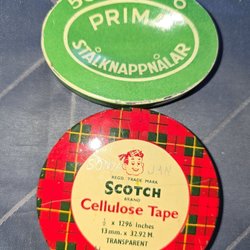 PRIMA
STÅLKNAPPNÅLAR
REGD. TRADE MARK
SCOTCH
BRAND
Cellulose Tape
½ x 1296 Inches
13mm. x 32.92 M.
TRANSPARENT